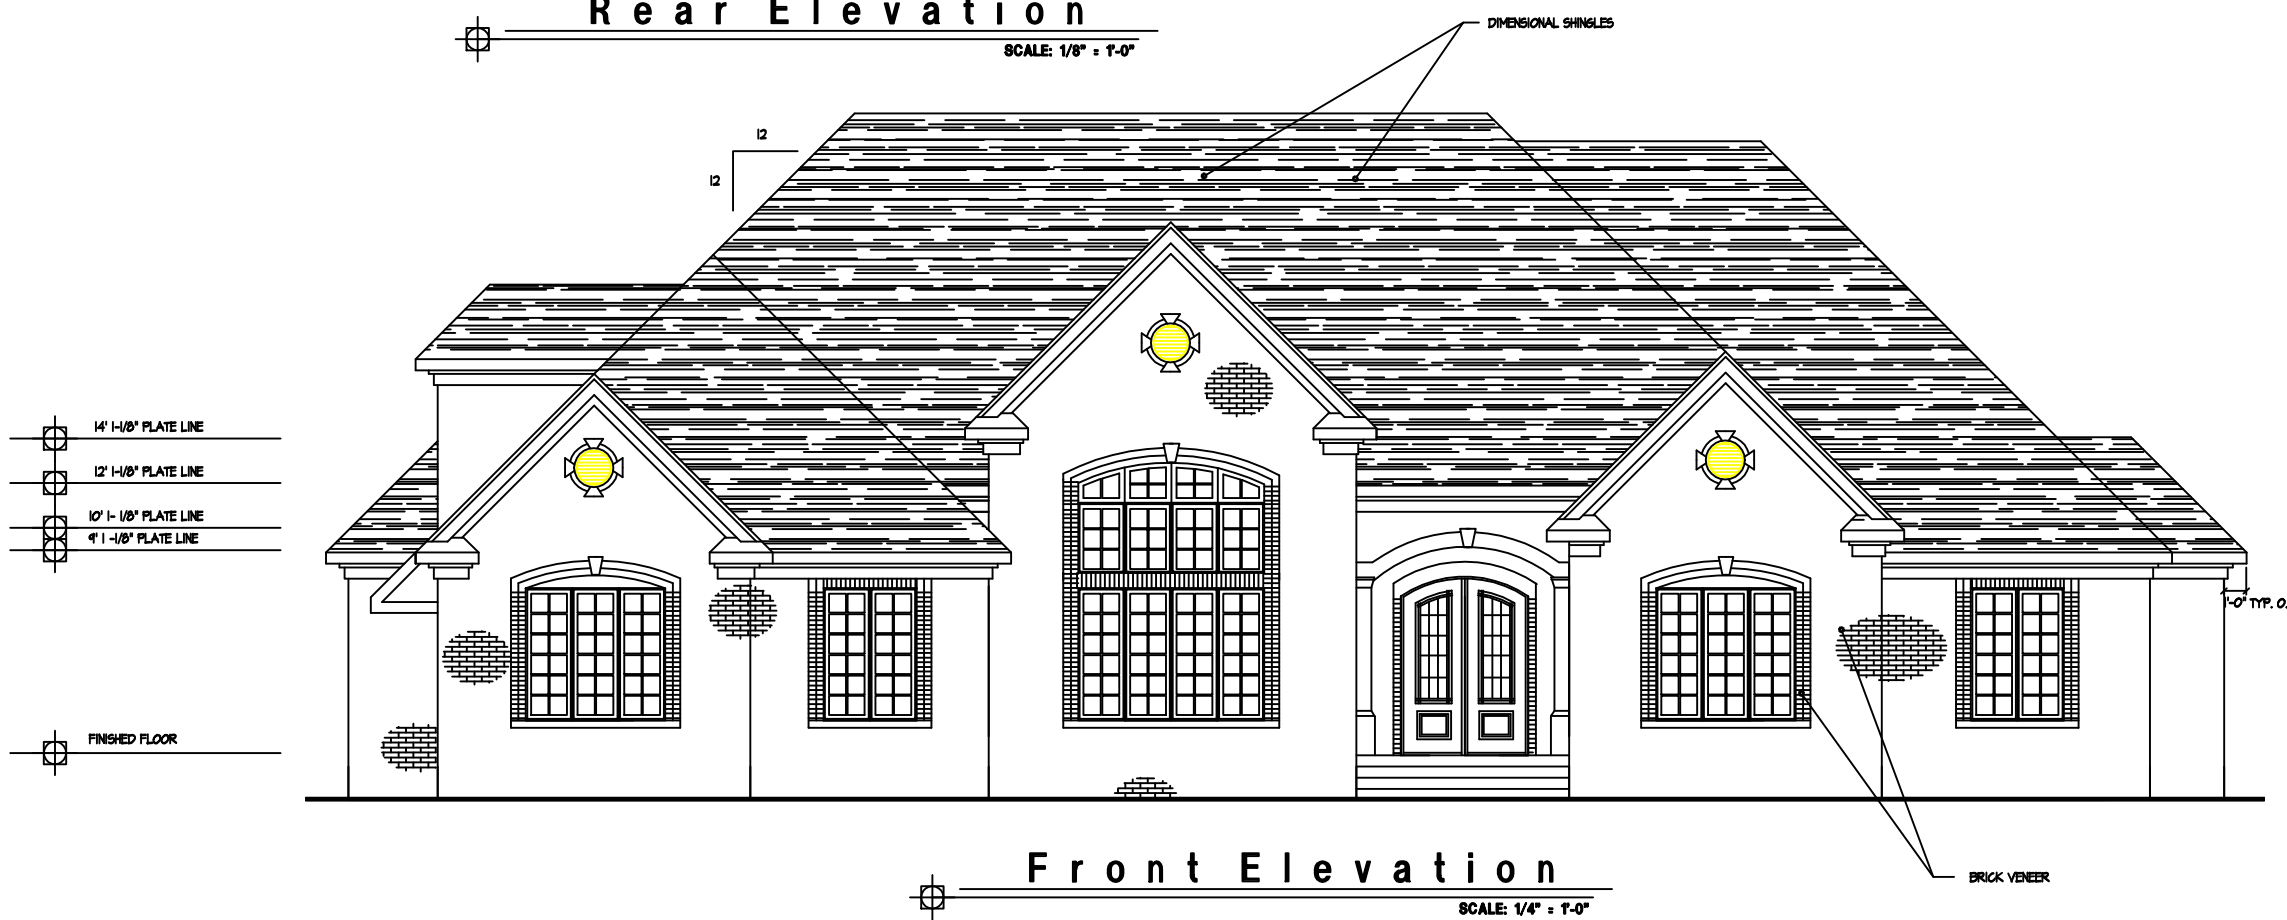 Rear Elevation
SCALE: 1/8" = 1'-0"
DIMENSIONAL SHINGLES
12
12
14' 1-1/8" PLATE LINE
12' 1-1/8" PLATE LINE
10' 1- 1/8" PLATE LINE
9' 1 -1/8" PLATE LINE
1'-0" TYP. O.
FINISHED FLOOR
Front Elevation
BRICK VENEER
SCALE: 1/4" = 1'-0"